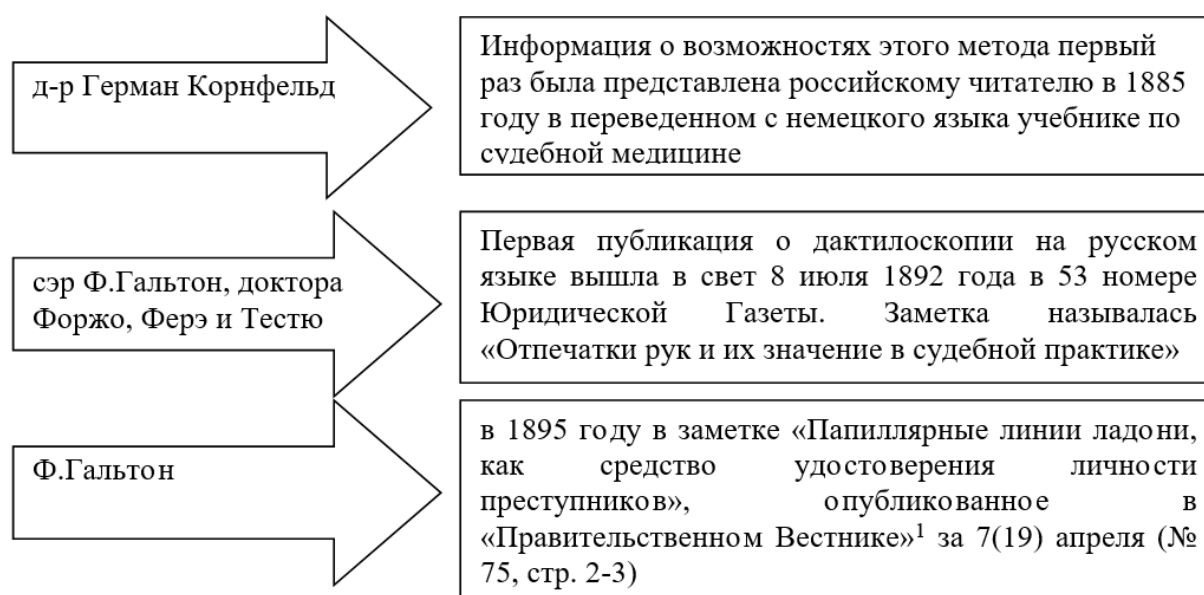 д-р Герман Корнфельд
Информация о возможностях этого метода первый
раз была представлена российскому читателю в 1885
году в переведенном с немецкого языка учебнике по
судебной медицине
сэр Ф.Гальтон, доктора
Форжо, Ферэ и Тестю
Первая публикация о дактилоскопии на русском
языке вышла в свет 8 июля 1892 года в 53 номере
Юридической Газеты. Заметка называлась
«Отпечатки рук и их значение в судебной практике»
Ф.Гальтон
в 1895 году в заметке «Папиллярные линии ладони,
как средство удостоверения личности
преступников», опубликованное в
«Правительственном Вестнике»¹ за 7(19) апреля (№
75, стр. 2-3)